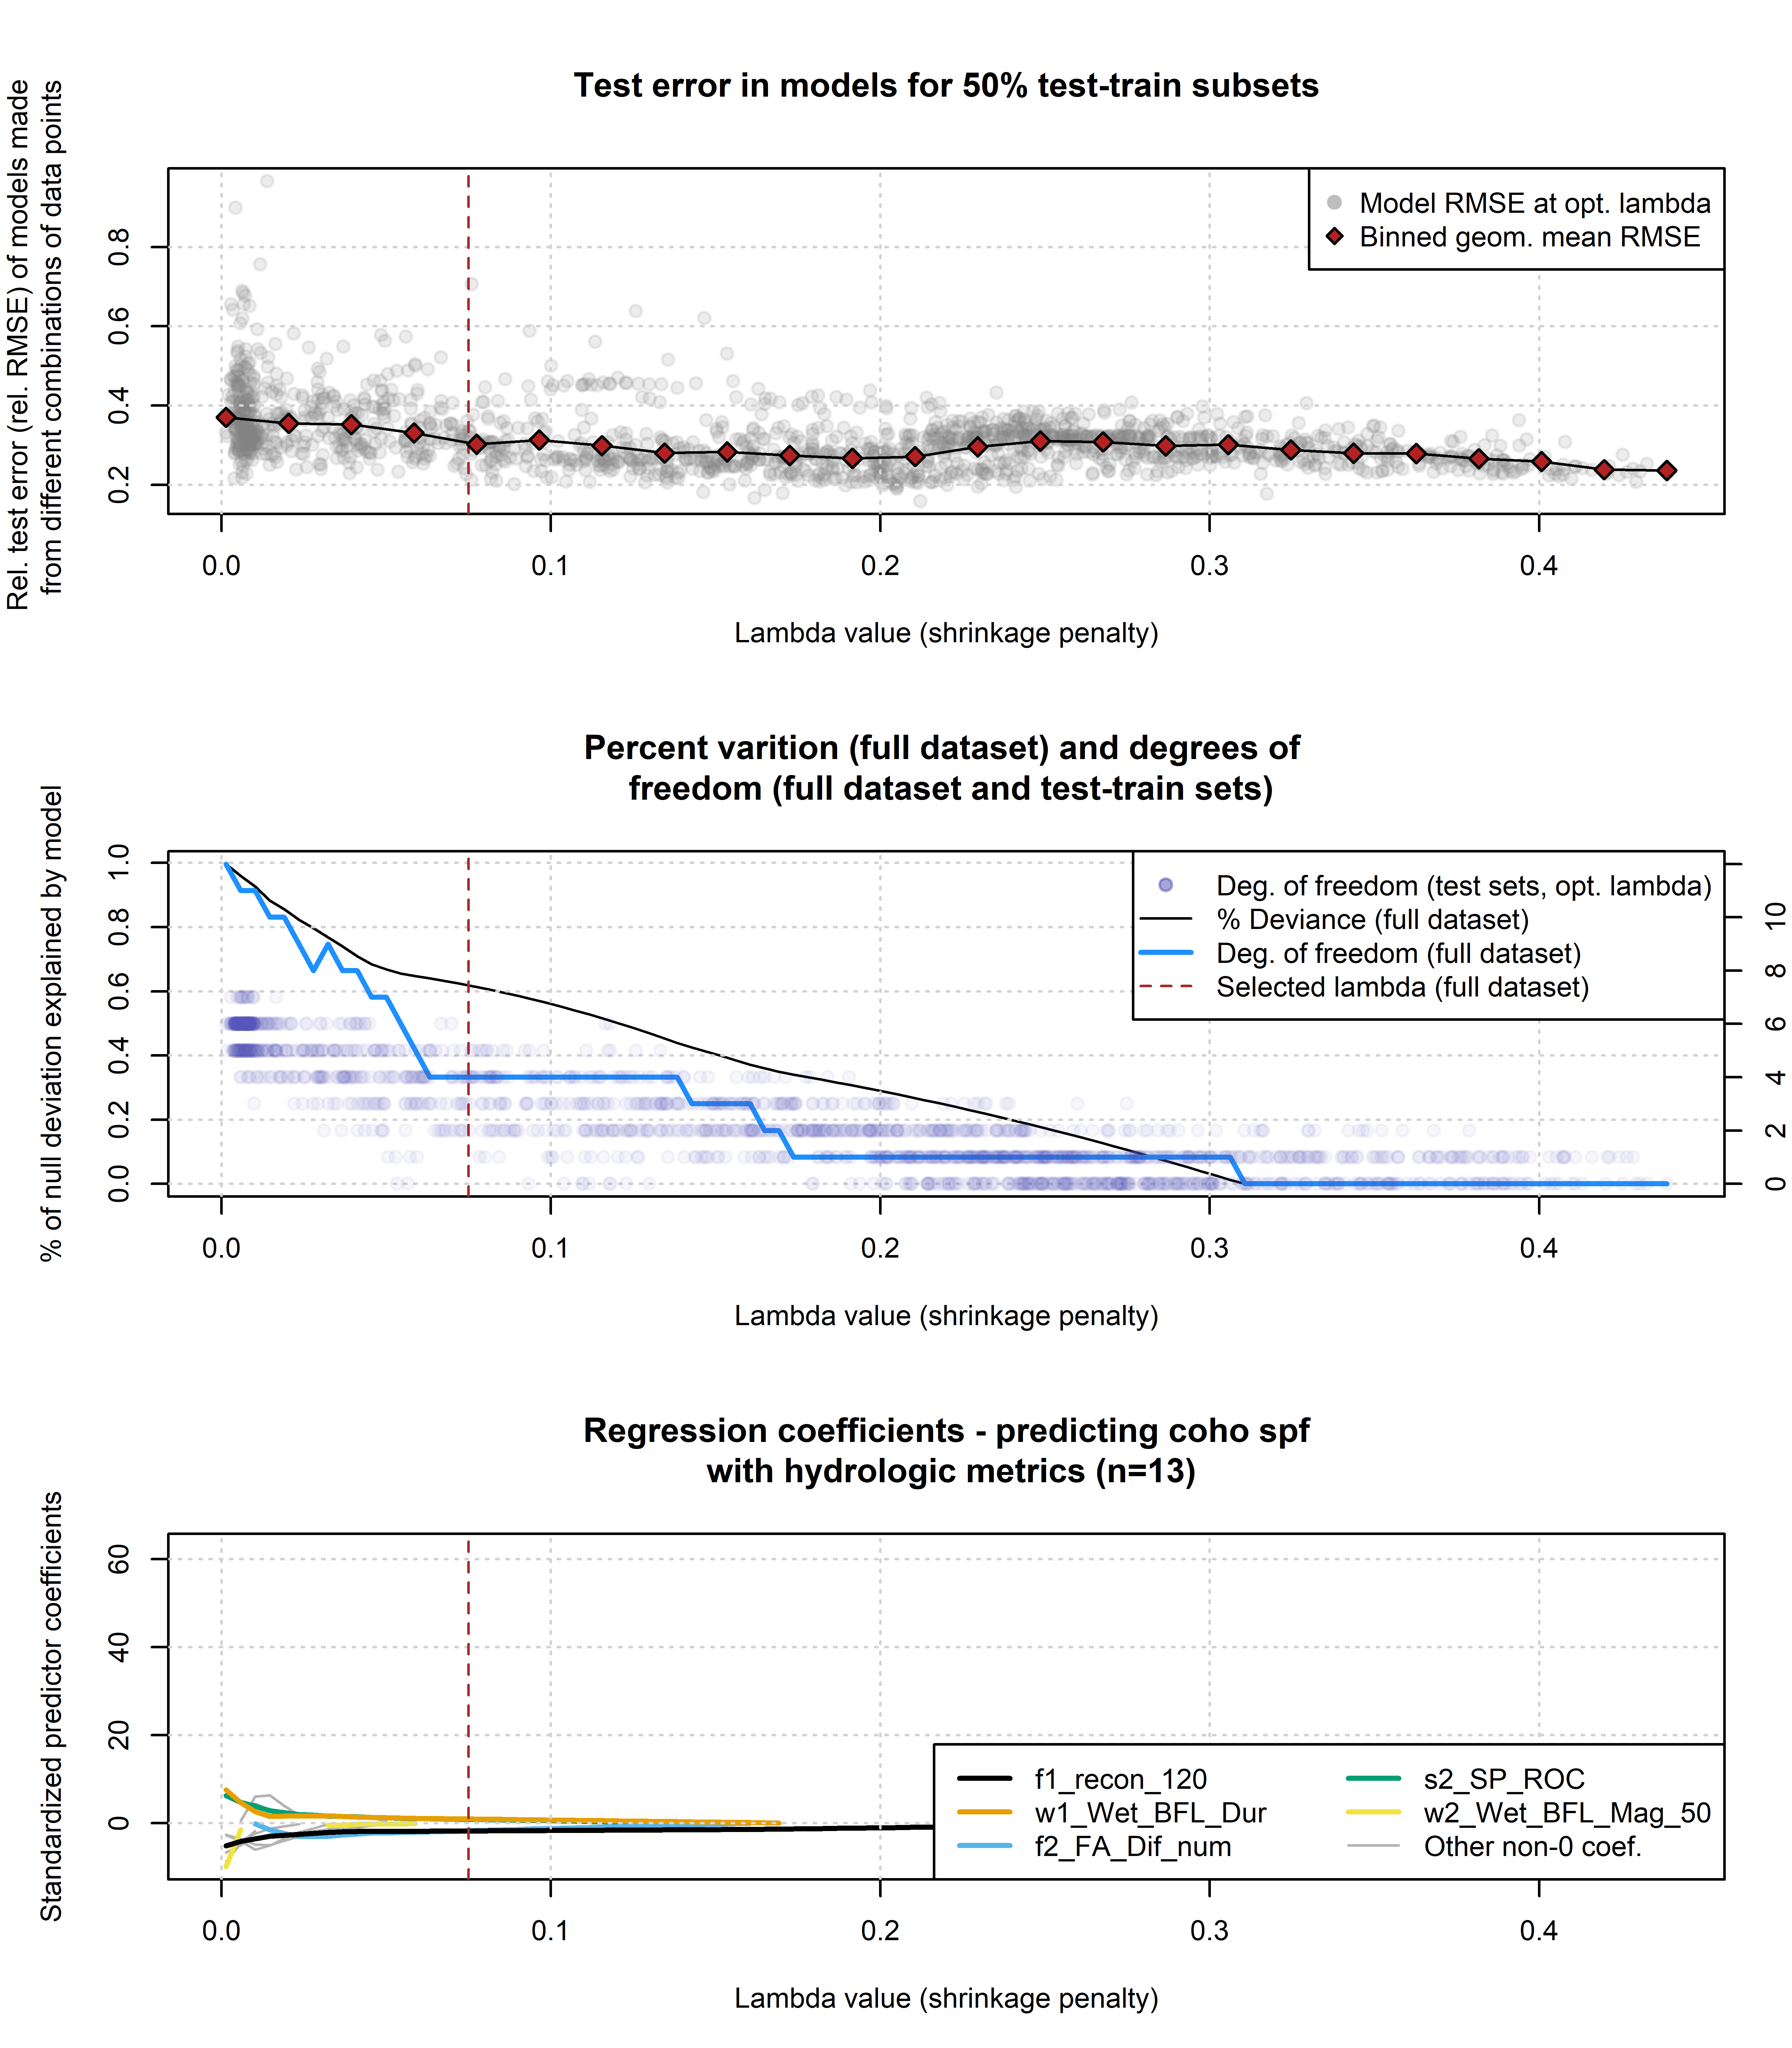 Test error in models for 50% test-train subsets
Rel. test error (rel. RMSE) of models made
from different combinations of data points
0.8
0.6
0.4
0.2
Model RMSE at opt. lambda
Binned geom. mean RMSE
0.0 0.1 0.2 0.3 0.4
Lambda value (shrinkage penalty)
Percent varition (full dataset) and degrees of
freedom (full dataset and test-train sets)
% of null deviation explained by model
1.0
0.8
0.6
0.4
0.2
0.0
Deg. of freedom (test sets, opt. lambda)
% Deviance (full dataset)
Deg. of freedom (full dataset)
Selected lambda (full dataset)
10
8
6
4
2
0
0.0 0.1 0.2 0.3 0.4
Lambda value (shrinkage penalty)
Regression coefficients - predicting coho spf
with hydrologic metrics (n=13)
Standardized predictor coefficients
60
40
20
0
f1_recon_120
w1_Wet_BFL_Dur
f2_FA_Dif_num
s2_SP_ROC
w2_Wet_BFL_Mag_50
Other non-0 coef.
0.0 0.1 0.2 0.3 0.4
Lambda value (shrinkage penalty)